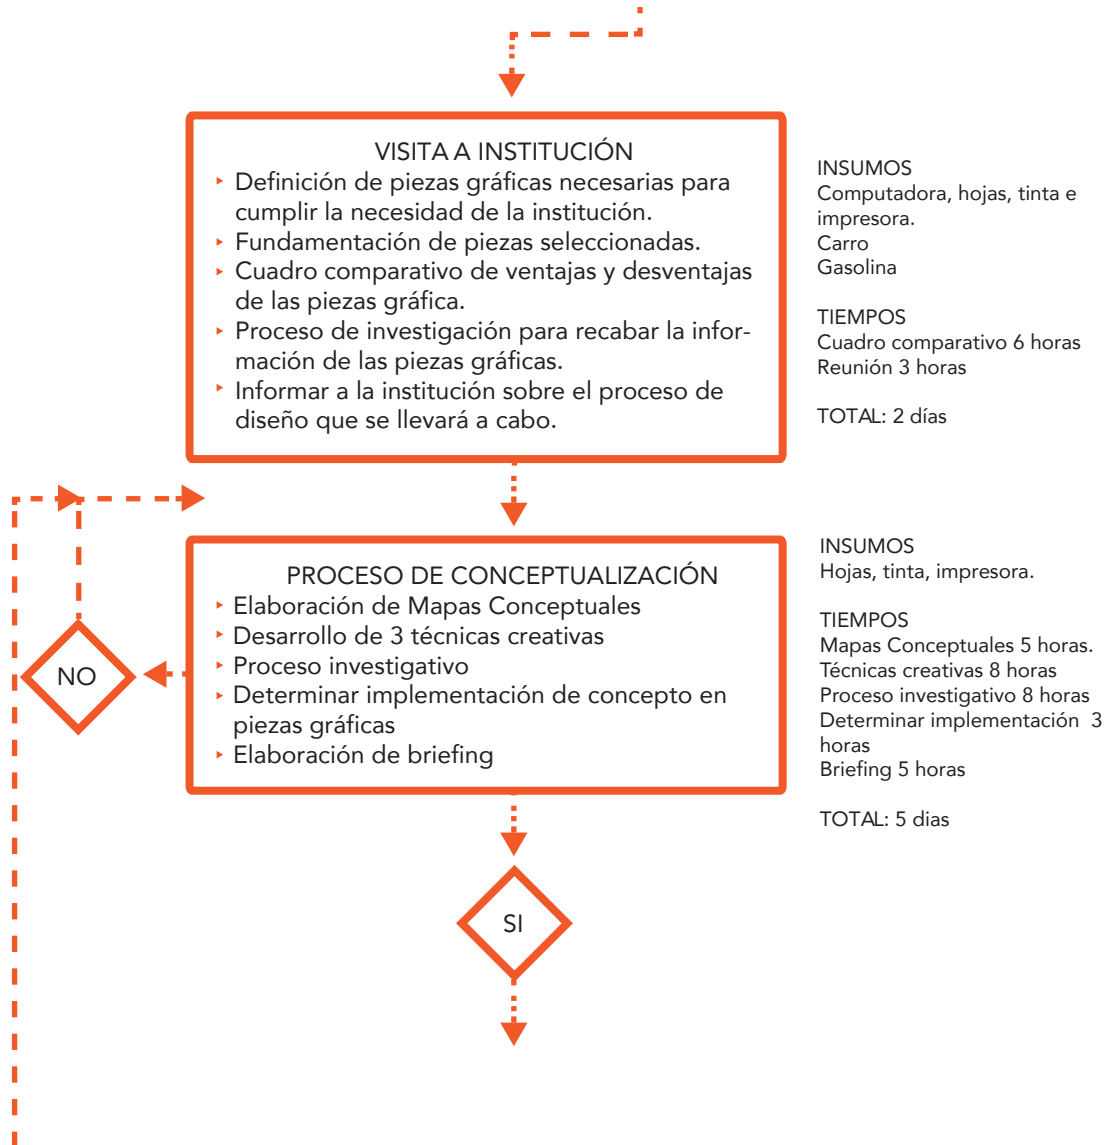 VISITA A INSTITUCIÓN
‣ Definición de piezas gráficas necesarias para
cumplir la necesidad de la institución.
‣ Fundamentación de piezas seleccionadas.
‣ Cuadro comparativo de ventajas y desventajas
de las piezas gráfica.
‣ Proceso de investigación para recabar la infor-
mación de las piezas gráficas.
‣ Informar a la institución sobre el proceso de
diseño que se llevará a cabo.
INSUMOS
Computadora, hojas, tinta e
impresora.
Carro
Gasolina
TIEMPOS
Cuadro comparativo 6 horas
Reunión 3 horas
TOTAL: 2 días
PROCESO DE CONCEPTUALIZACIÓN
‣ Elaboración de Mapas Conceptuales
‣ Desarrollo de 3 técnicas creativas
‣ Proceso investigativo
‣ Determinar implementación de concepto en
piezas gráficas
‣ Elaboración de briefing
INSUMOS
Hojas, tinta, impresora.
TIEMPOS
Mapas Conceptuales 5 horas.
Técnicas creativas 8 horas
Proceso investigativo 8 horas
Determinar implementación  3
horas
Briefing 5 horas
TOTAL: 5 dias
NO
SI